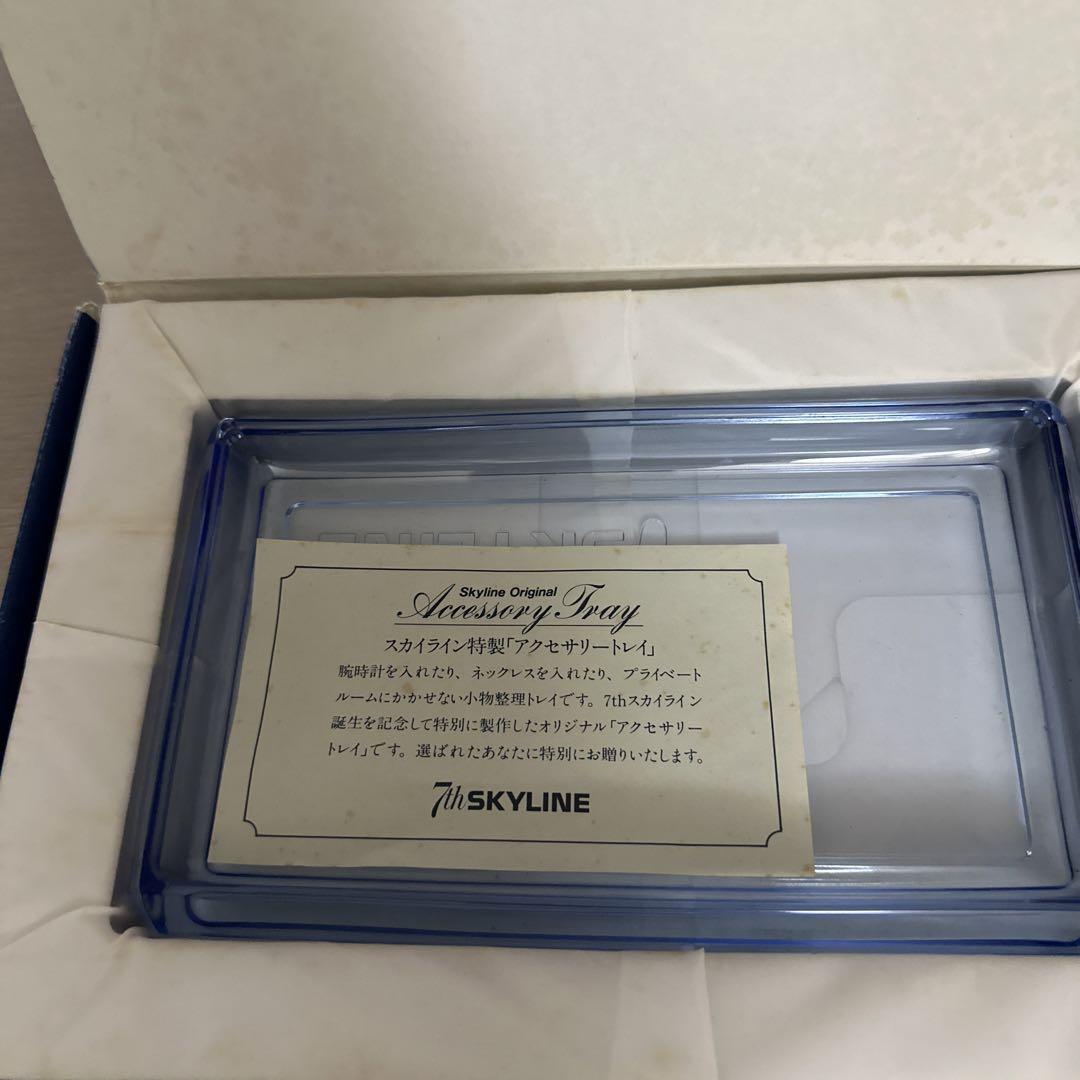 Skyline Original
Accessory Tray
スカイライン特製「アクセサリートレイ」
腕時計を入れたり、ネックレスを入れたり、プライベート
ルームにかかせない小物整理トレイです。7thスカイライン
誕生を記念して特別に製作したオリジナル「アクセサリー
トレイ」です。選ばれたあなたに特別にお贈りいたします。
7th SKYLINE